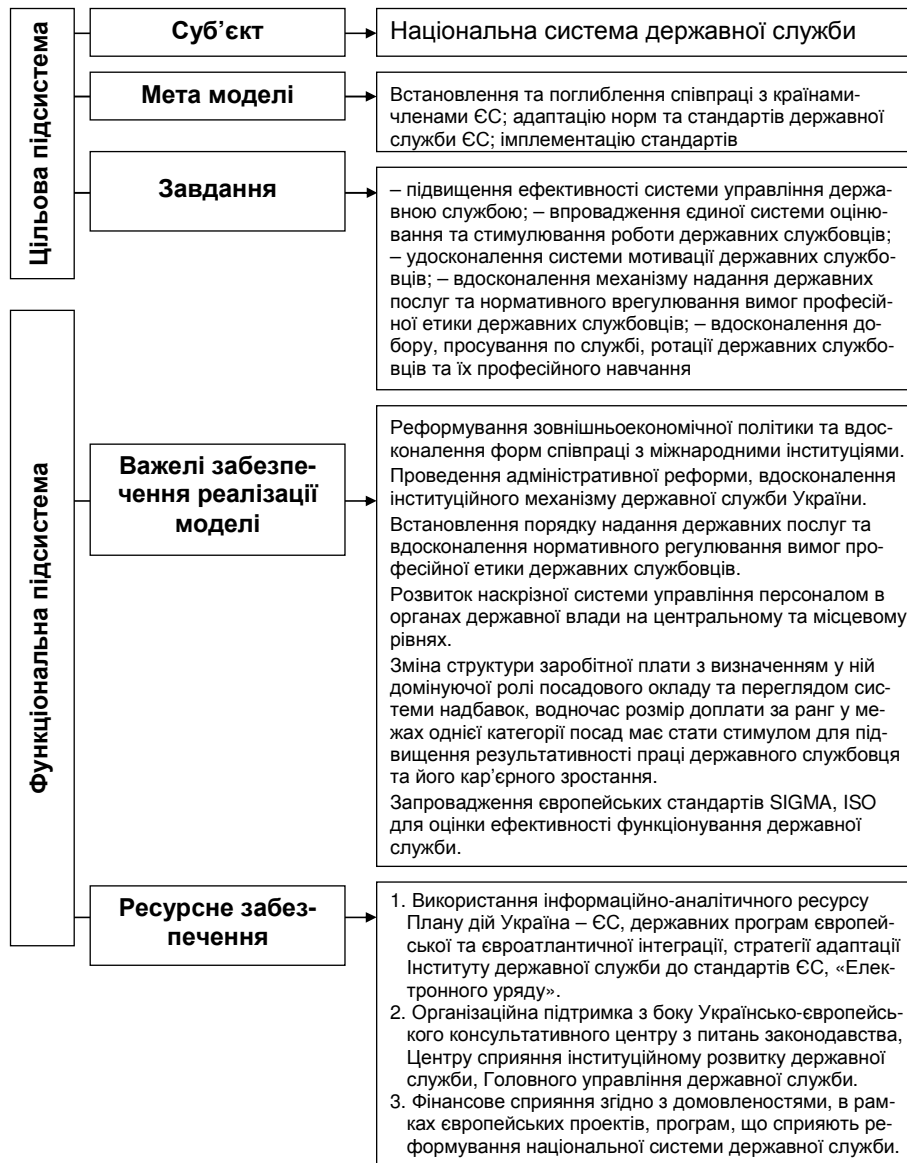 Цільова підсистема
Суб’єкт
Національна система державної служби
Мета моделі
Встановлення та поглиблення співпраці з країнами-
членами ЄС; адаптацію норм та стандартів державної
служби ЄС; імплементацію стандартів
Завдання
– підвищення ефективності системи управління держа-
вною службою; – впровадження єдиної системи оціню-
вання та стимулювання роботи державних службовців;
– удосконалення системи мотивації державних службо-
вців; – вдосконалення механізму надання державних
послуг та нормативного врегулювання вимог професій-
ної етики державних службовців; – вдосконалення до-
бору, просування по службі, ротації державних службо-
вців та їх професійного навчання
Функціональна підсистема
Важелі забезпе-
чення реалізації
моделі
Реформування зовнішньоекономічної політики та вдос-
коналення форм співпраці з міжнародними інституціями.
Проведення адміністративної реформи, вдосконалення
інституційного механізму державної служби України.
Встановлення порядку надання державних послуг та
вдосконалення нормативного регулювання вимог про-
фесійної етики державних службовців.
Розвиток наскрізної системи управління персоналом в
органах державної влади на центральному та місцевому
рівнях.
Зміна структури заробітної плати з визначенням у ній
домінуючої ролі посадового окладу та переглядом сис-
теми надбавок, водночас розмір доплати за ранг у ме-
жах однієї категорії посад має стати стимулом для під-
вищення результативності праці державного службовця
та його кар’єрного зростання.
Запровадження європейських стандартів SIGMA, ISO
для оцінки ефективності функціонування державної
служби.
Ресурсне забез-
печення
1. Використання інформаційно-аналітичного ресурсу
Плану дій Україна – ЄС, державних програм європей-
ської та євроатлантичної інтеграції, стратегії адаптації
Інституту державної служби до стандартів ЄС, «Елек-
тронного уряду».
2. Організаційна підтримка з боку Українсько-європейсь-
кого консультативного центру з питань законодавства,
Центру сприяння інституційному розвитку державної
служби, Головного управління державної служби.
3. Фінансове сприяння згідно з домовленостями, в рам-
ках європейських проектів, програм, що сприяють ре-
формування національної системи державної служби.